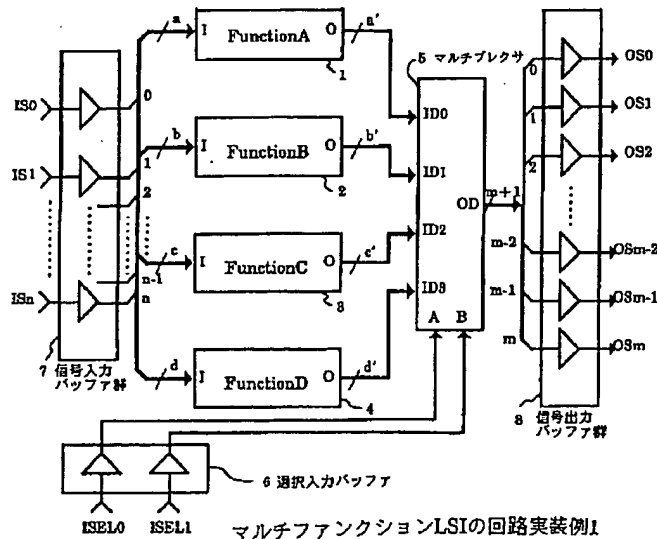 a
I FunctionA O
a'
1
5 マルチプレクサ
IS0
0
ID0
b
I FunctionB O
b'
2
IS1
1
2
ID1
OD
m+1
c
I FunctionC O
c'
3
ID2
n-1
ISn
n
ID3
A B
d
I FunctionD O
d'
4
7 信号入力
バッファ群
0
OS0
1
OS1
2
OS2
m-2
OSm-2
m-1
OSm-1
m
OSm
8 信号出力
バッファ群
6 選択入力バッファ
ISEL0 ISEL1
マルチファンクションLSIの回路実装例1